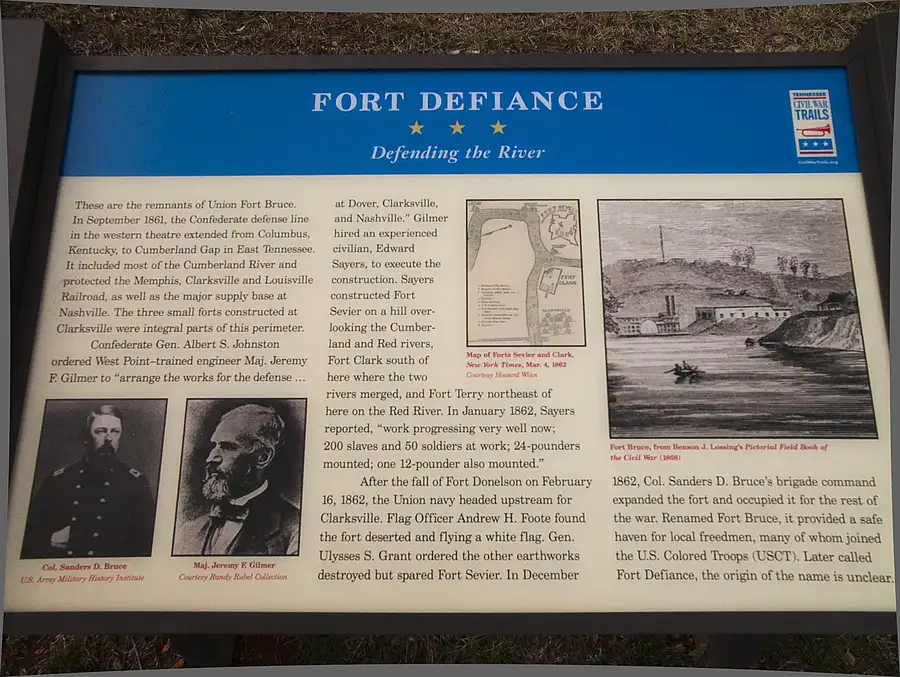 FORT DEFIANCE
Defending the River
TENNESSEE
CIVIL WAR
TRAILS
CivilWarTrails.org
These are the remnants of Union Fort Bruce.
In September 1861, the Confederate defense line
in the western theatre extended from Columbus,
Kentucky, to Cumberland Gap in East Tennessee.
It included most of the Cumberland River and
protected the Memphis, Clarksville and Louisville
Railroad, as well as the major supply base at
Nashville. The three small forts constructed at
Clarksville were integral parts of this perimeter.
Confederate Gen. Albert S. Johnston
ordered West Point–trained engineer Maj. Jeremy
F. Gilmer to “arrange the works for the defense …
Col. Sanders D. Bruce
U.S. Army Military History Institute
Maj. Jeremy F. Gilmer
Courtesy Randy Rubel Collection
at Dover, Clarksville,
and Nashville.” Gilmer
hired an experienced
civilian, Edward
Sayers, to execute the
construction. Sayers
constructed Fort
Sevier on a hill over-
looking the Cumber-
land and Red rivers,
Fort Clark south of
here where the two
rivers merged, and Fort Terry northeast of
here on the Red River. In January 1862, Sayers
reported, “work progressing very well now;
200 slaves and 50 soldiers at work; 24-pounders
mounted; one 12-pounder also mounted.”
After the fall of Fort Donelson on February
16, 1862, the Union navy headed upstream for
Clarksville. Flag Officer Andrew H. Foote found
the fort deserted and flying a white flag. Gen.
Ulysses S. Grant ordered the other earthworks
destroyed but spared Fort Sevier. In December
FORT
CLARK
CLARKSVILLE
Map of Forts Sevier and Clark,
New York Times, Mar. 4, 1862
Courtesy Howard Winn
Fort Bruce, from Benson J. Lossing's Pictorial Field Book of
the Civil War (1868)
1862, Col. Sanders D. Bruce's brigade command
expanded the fort and occupied it for the rest of
the war. Renamed Fort Bruce, it provided a safe
haven for local freedmen, many of whom joined
the U.S. Colored Troops (USCT). Later called
Fort Defiance, the origin of the name is unclear.